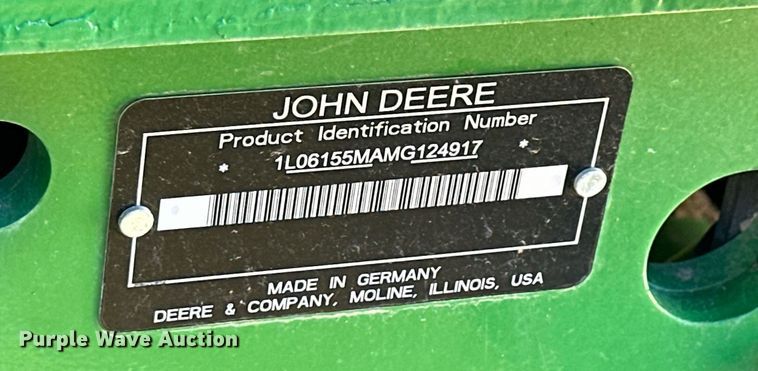 JOHN DEERE
Product Identification Number
* 1L06155MAMG124917 *
MADE IN GERMANY
DEERE & COMPANY, MOLINE, ILLINOIS, USA
Purple Wave Auction